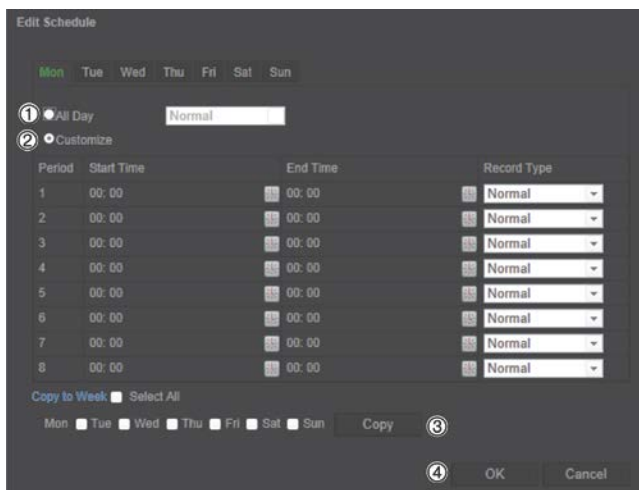 Edit Schedule
Mon Tue Wed Thu Fri Sat Sun
① All Day Normal
② Customize
Period Start Time End Time Record Type
1 00: 00 00: 00 Normal
2 00: 00 00: 00 Normal
3 00: 00 00: 00 Normal
4 00: 00 00: 00 Normal
5 00: 00 00: 00 Normal
6 00: 00 00: 00 Normal
7 00: 00 00: 00 Normal
8 00: 00 00: 00 Normal
Copy to Week Select All
Mon Tue Wed Thu Fri Sat Sun Copy ③
④ OK Cancel